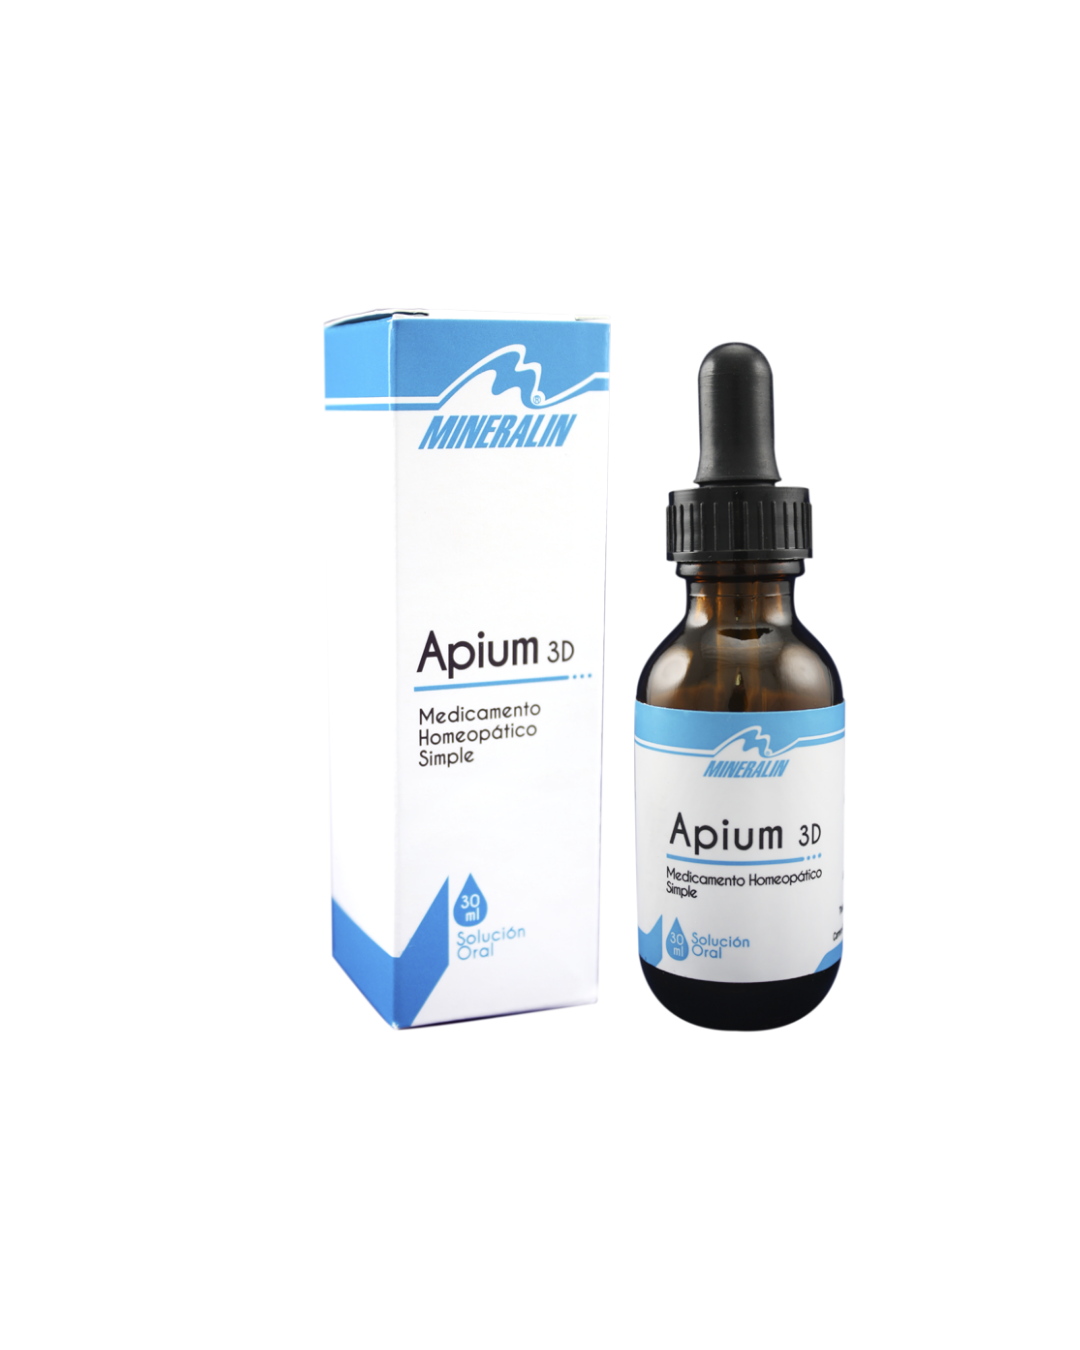 MINERALIN
Apium 3D
Medicamento
Homeopático
Simple
30
ml
Solución
Oral
MINERALIN
Apium 3D
Medicamento Homeopático
Simple
30
ml
Solución
Oral